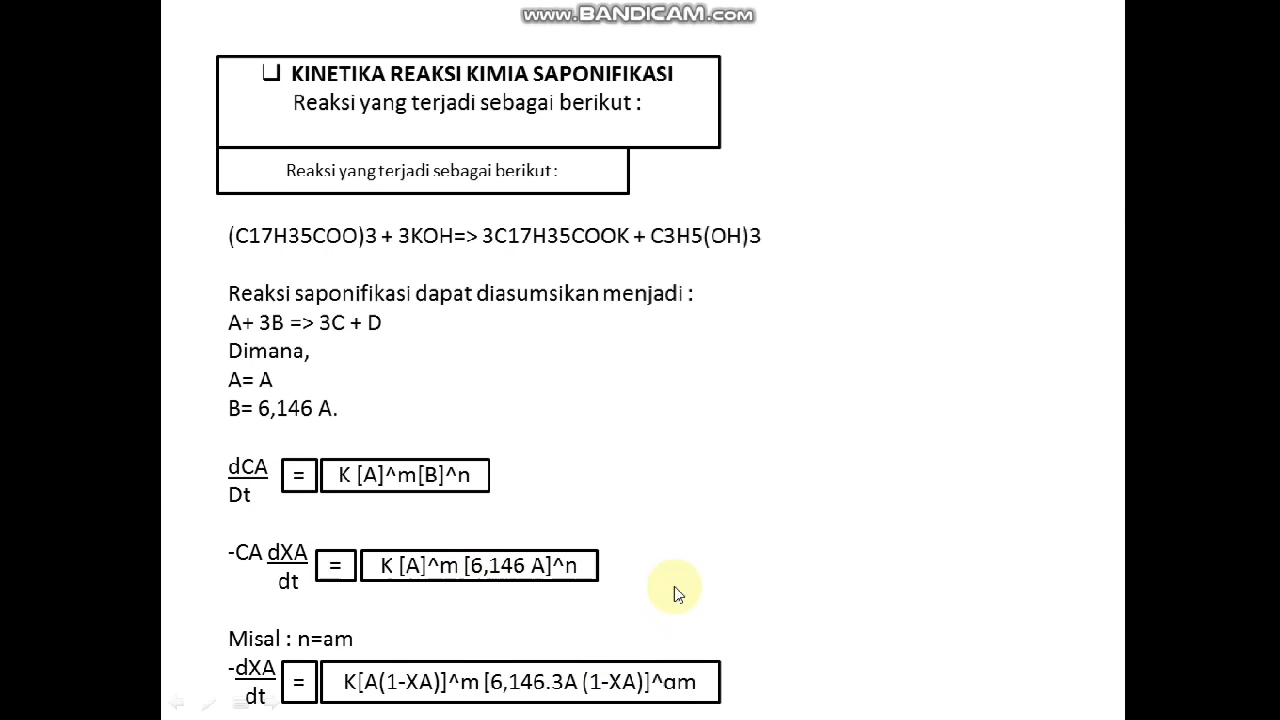 www.BANDICAM.com
❑ KINETIKA REAKSI KIMIA SAPONIFIKASI
Reaksi yang terjadi sebagai berikut :
Reaksi yang terjadi sebagai berikut :
(C17H35COO)3 + 3KOH=> 3C17H35COOK + C3H5(OH)3
Reaksi saponifikasi dapat diasumsikan menjadi :
A+ 3B => 3C + D
Dimana,
A= A
B= 6,146 A.
dCA
Dt
= K [A]^m[B]^n
-CA dXA
dt
= K [A]^m [6,146 A]^n
Misal : n=am
-dXA
dt
= K[A(1-XA)]^m [6,146.3A (1-XA)]^am